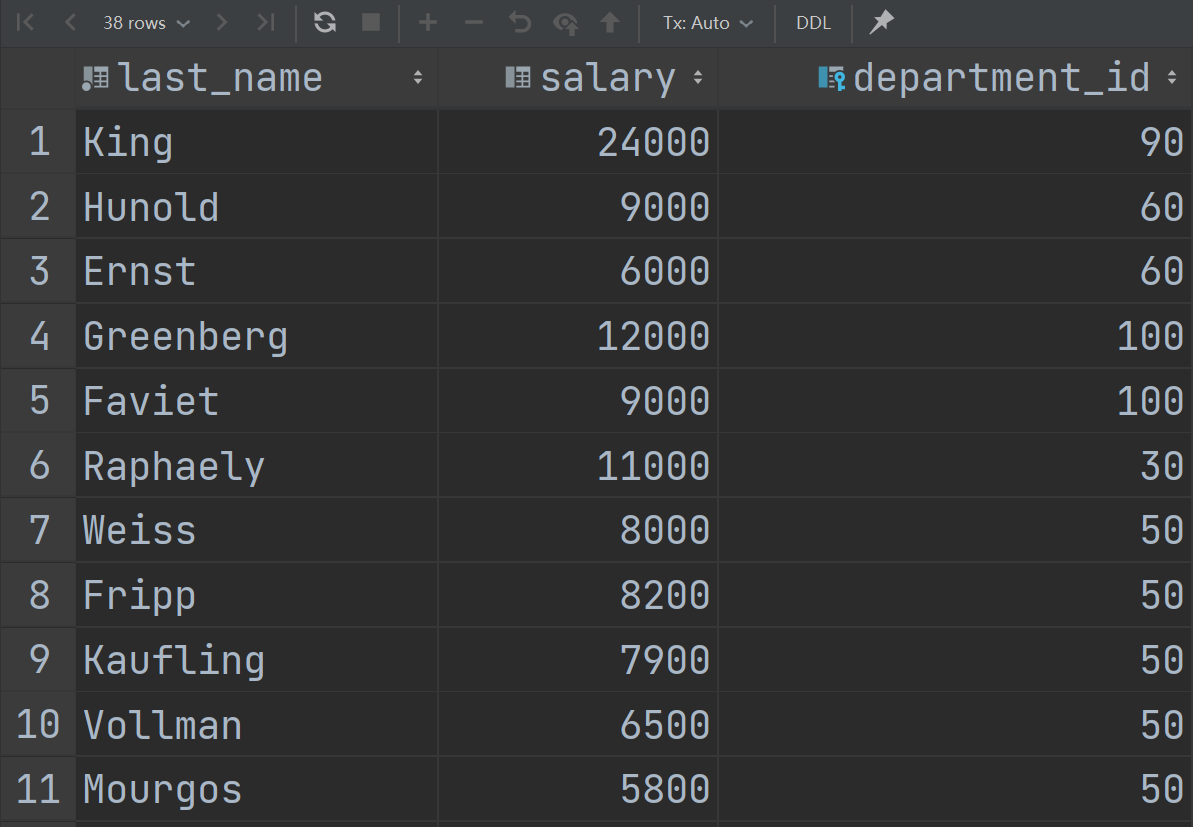 38 rows Tx: Auto DDL
last_name salary department_id
1 King 24000 90
2 Hunold 9000 60
3 Ernst 6000 60
4 Greenberg 12000 100
5 Faviet 9000 100
6 Raphaely 11000 30
7 Weiss 8000 50
8 Fripp 8200 50
9 Kaufling 7900 50
10 Vollman 6500 50
11 Mourgos 5800 50